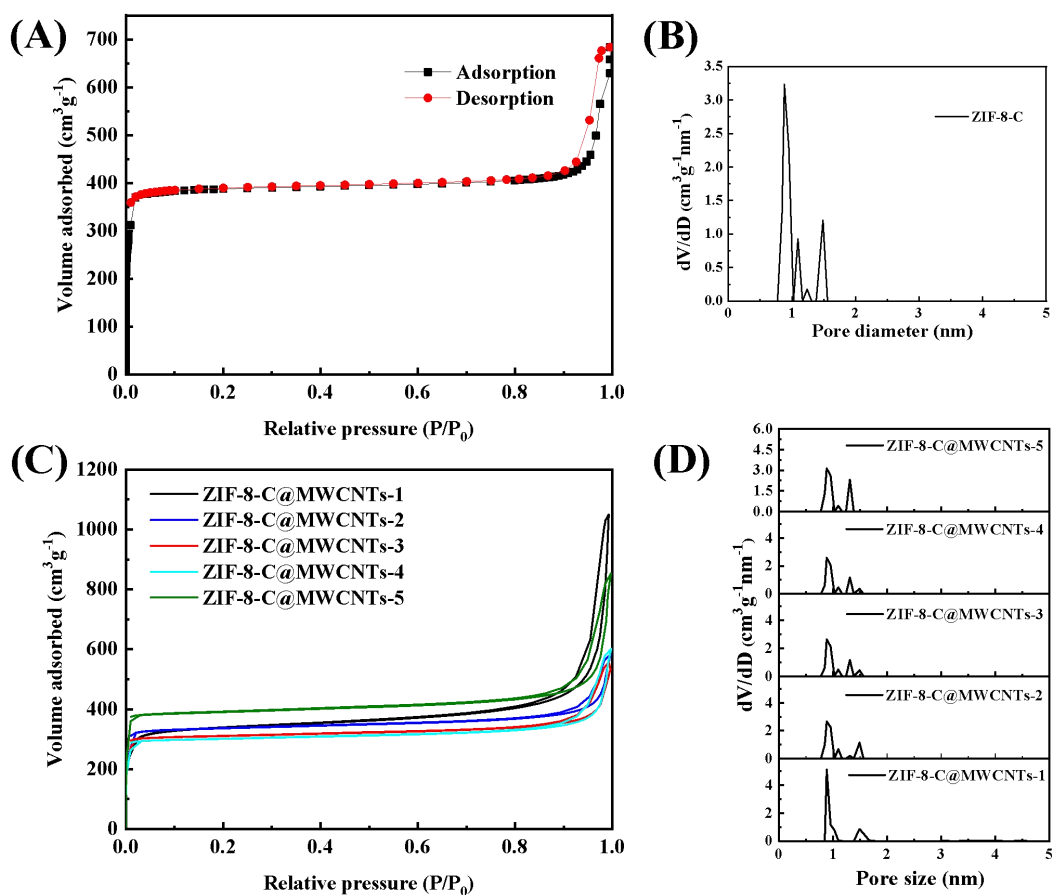 (A)
700
600
500
400
300
200
100
0
Volume adsorbed (cm³g⁻¹)
Adsorption
Desorption
0.0 0.2 0.4 0.6 0.8 1.0
Relative pressure (P/P₀)
(B)
3.5
3.0
2.5
2.0
1.5
1.0
0.5
0.0
dV/dD (cm³g⁻¹nm⁻¹)
ZIF-8-C
0 1 2 3 4 5
Pore diameter (nm)
(C)
1200
1000
800
600
400
200
0
Volume adsorbed (cm³g⁻¹)
ZIF-8-C@MWCNTs-1
ZIF-8-C@MWCNTs-2
ZIF-8-C@MWCNTs-3
ZIF-8-C@MWCNTs-4
ZIF-8-C@MWCNTs-5
0.0 0.2 0.4 0.6 0.8 1.0
Relative pressure (P/P₀)
(D)
dV/dD (cm³g⁻¹nm⁻¹)
6.0
4.5
3.0
1.5
0.0
ZIF-8-C@MWCNTs-5
4
2
0
ZIF-8-C@MWCNTs-4
4
2
0
ZIF-8-C@MWCNTs-3
4
2
0
ZIF-8-C@MWCNTs-2
4
2
0
ZIF-8-C@MWCNTs-1
0 1 2 3 4 5
Pore size (nm)